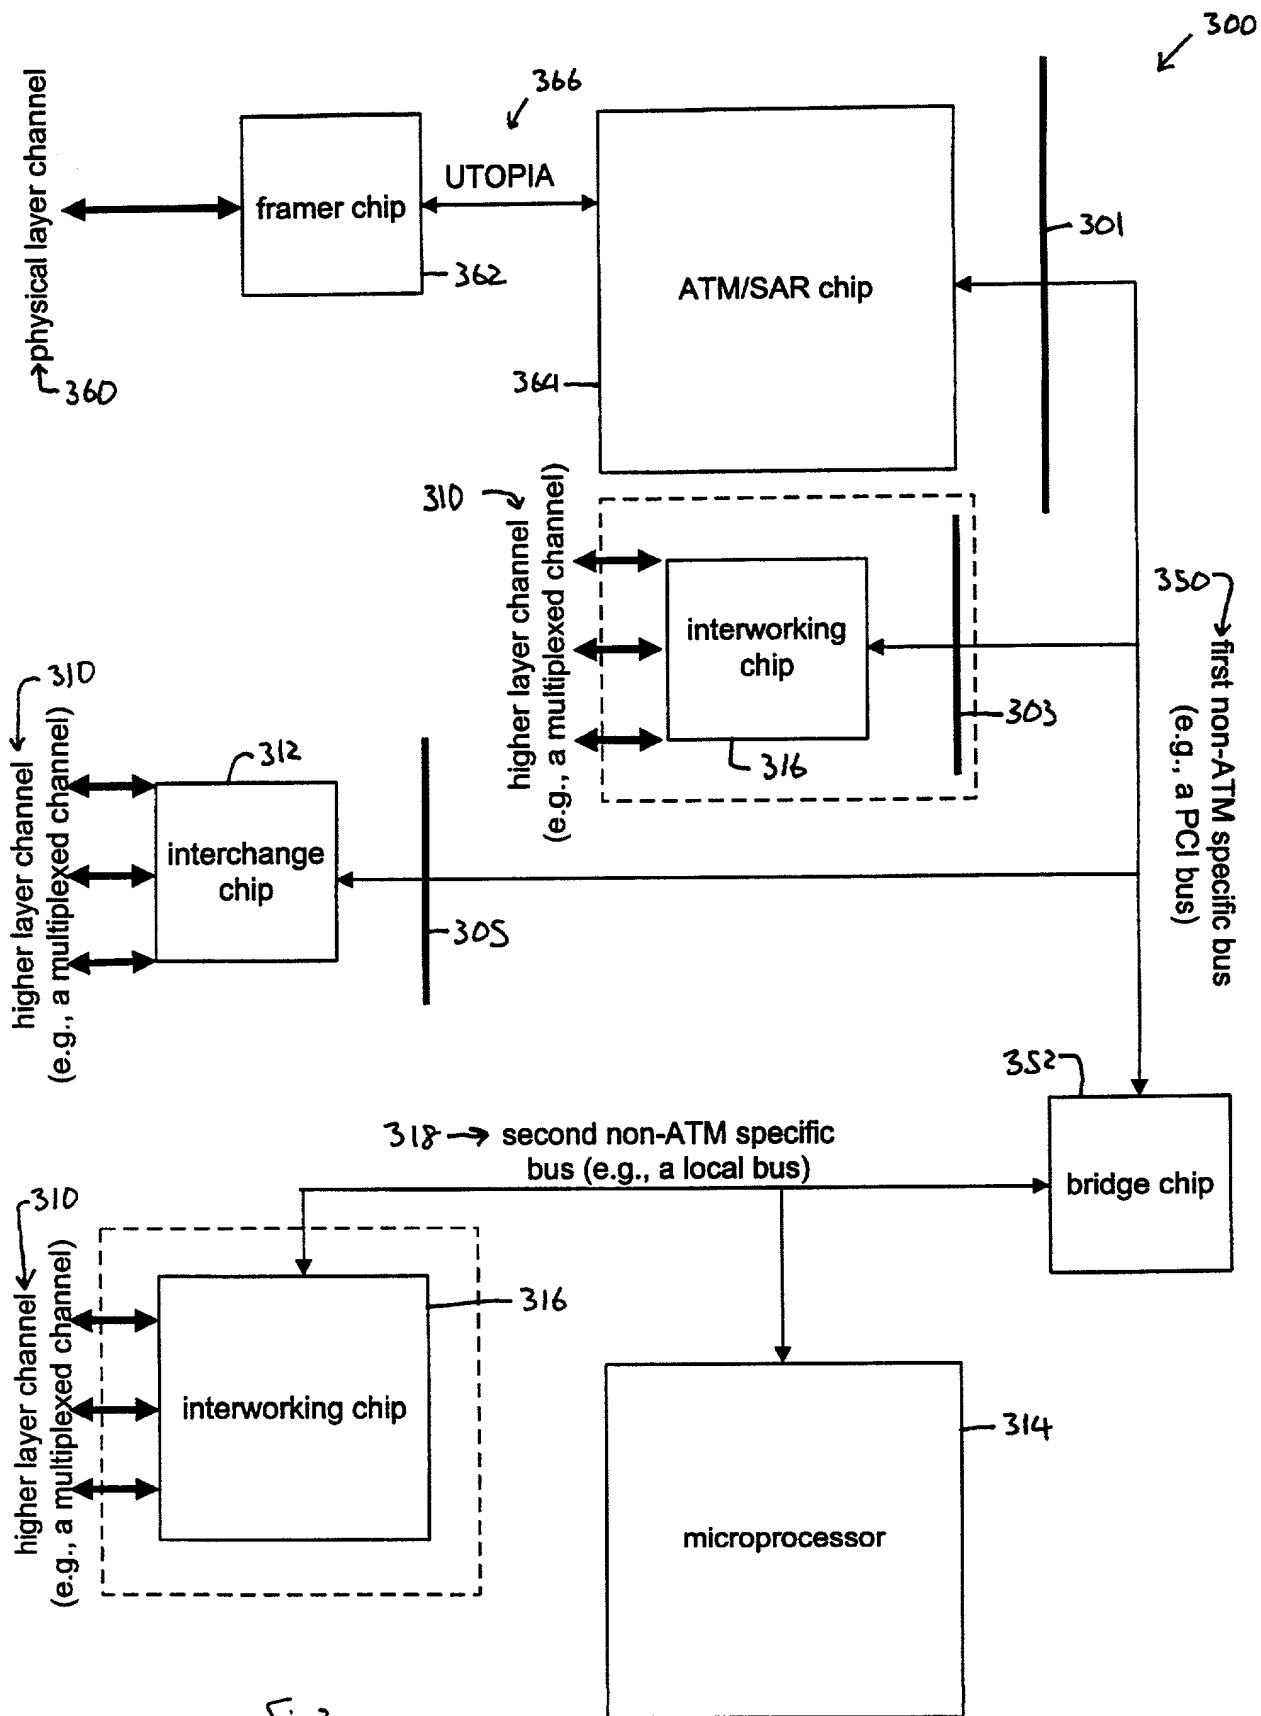 300
366
physical layer channel
360
framer chip
362
UTOPIA
ATM/SAR chip
364
301
310
higher layer channel
(e.g., a multiplexed channel)
interworking
chip
316
303
350
first non-ATM specific bus
(e.g., a PCI bus)
310
higher layer channel
(e.g., a multiplexed channel)
312
interchange
chip
305
352
bridge chip
318 second non-ATM specific
bus (e.g., a local bus)
310
higher layer channel
(e.g., a multiplexed channel)
316
interworking chip
314
microprocessor